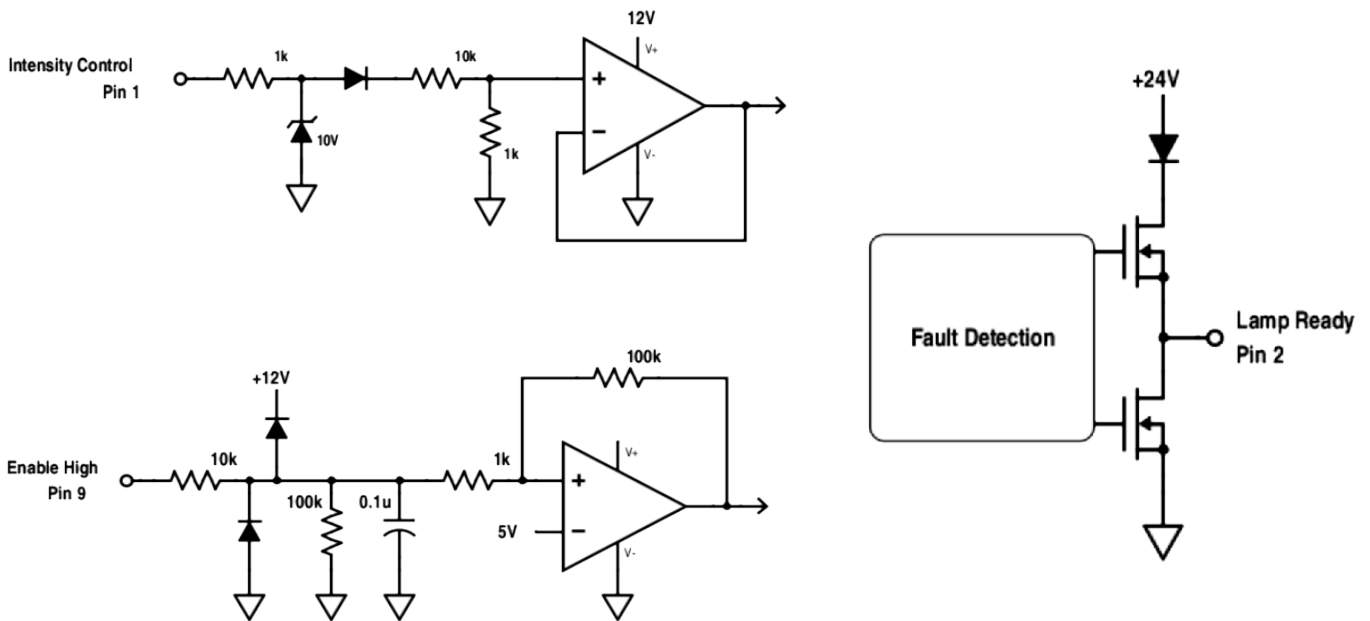 Intensity Control
Pin 1
1k
10V
10k
1k
12V
V+
+
−
V-
Enable High
Pin 9
10k
+12V
100k
0.1u
1k
100k
5V
V+
+
−
V-
+24V
Fault Detection
Lamp Ready
Pin 2